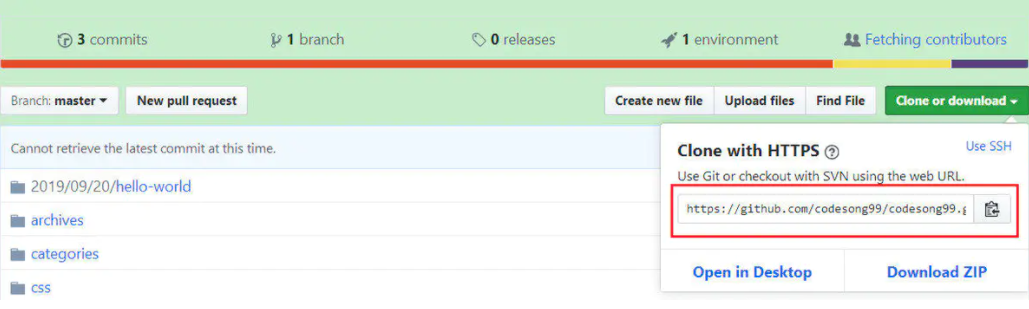 3 commits 1 branch 0 releases 1 environment Fetching contributors
Branch: master New pull request Create new file Upload files Find File Clone or download
Cannot retrieve the latest commit at this time.
2019/09/20/hello-world
archives
categories
css
Clone with HTTPS Use SSH
Use Git or checkout with SVN using the web URL.
https://github.com/codesong99/codesong99.g
Open in Desktop Download ZIP